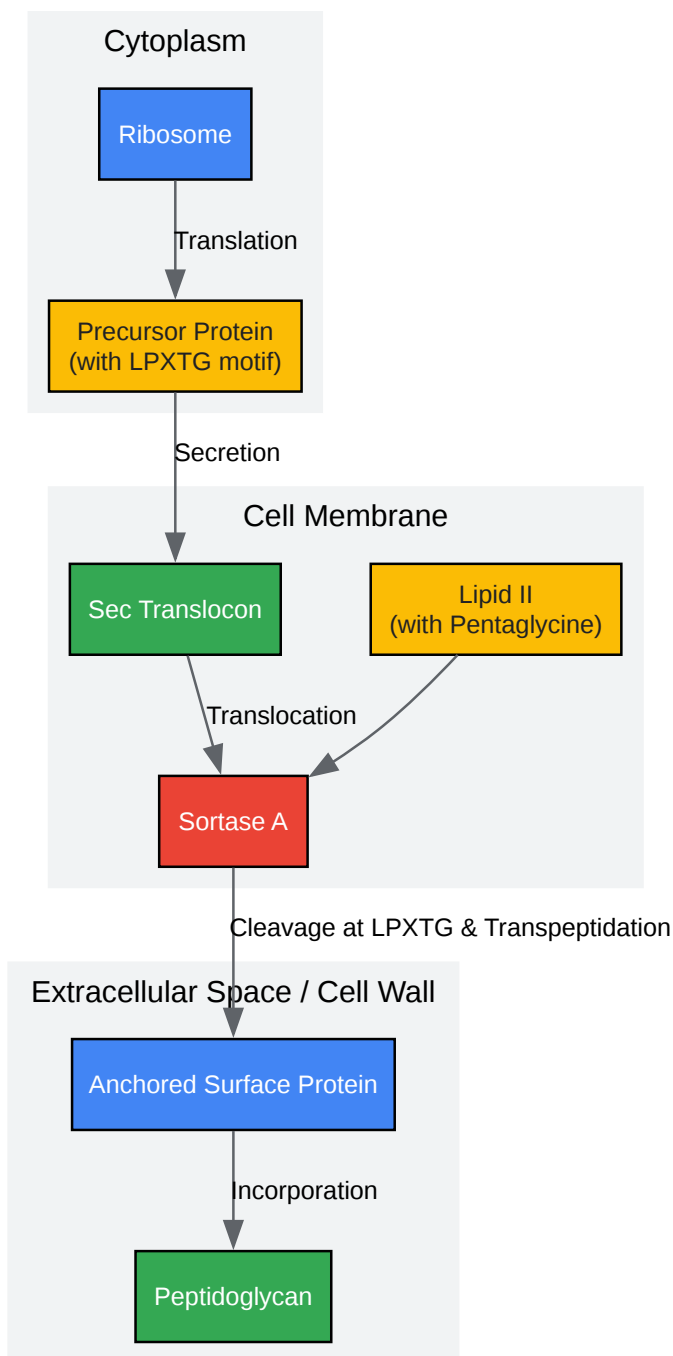 Cytoplasm
Ribosome
Translation
Precursor Protein
(with LPXTG motif)
Secretion
Cell Membrane
Sec Translocon
Lipid II
(with Pentaglycine)
Translocation
Sortase A
Cleavage at LPXTG & Transpeptidation
Extracellular Space / Cell Wall
Anchored Surface Protein
Incorporation
Peptidoglycan